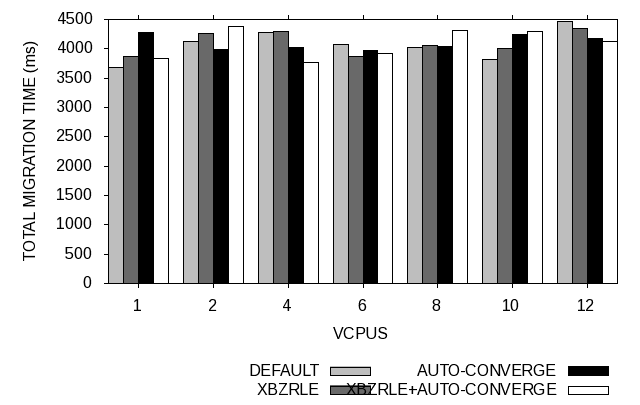 4500
4000
3500
3000
2500
2000
1500
1000
500
0
TOTAL MIGRATION TIME (ms)
1 2 4 6 8 10 12
VCPUS
DEFAULT AUTO-CONVERGE
XBZRLE XBZRLE+AUTO-CONVERGE